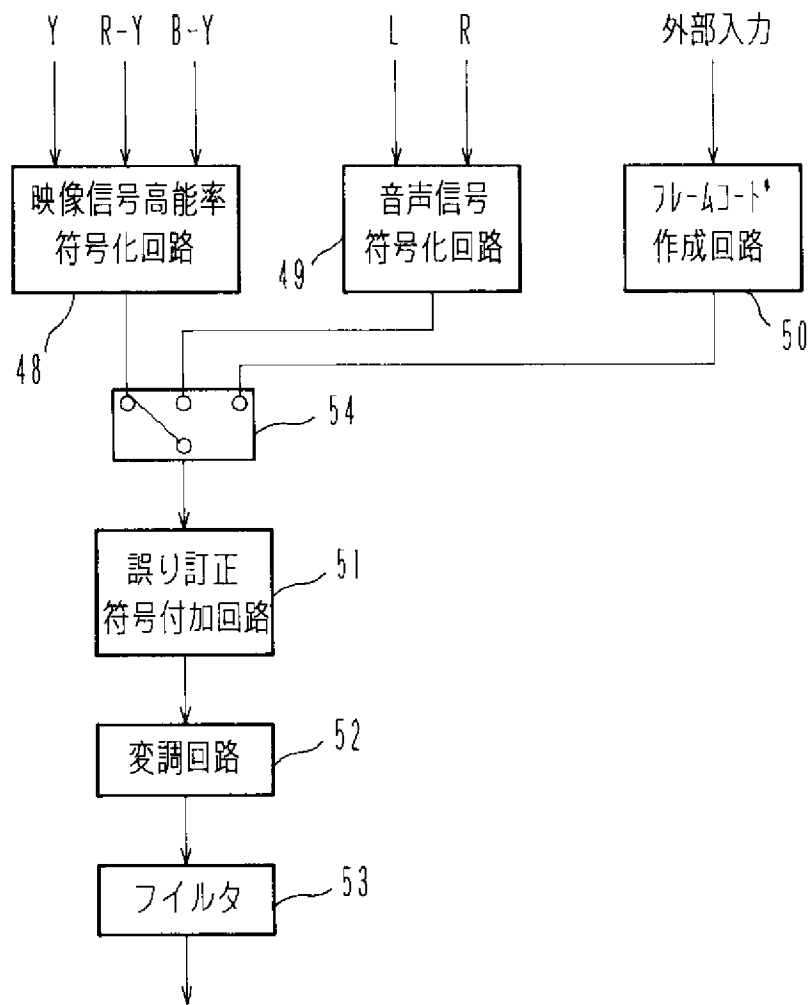 Y R-Y B-Y L R 外部入力
映像信号高能率
符号化回路
48
音声信号
符号化回路
49
フレームコード
作成回路
50
54
誤り訂正
符号付加回路
51
変調回路
52
フイルタ
53